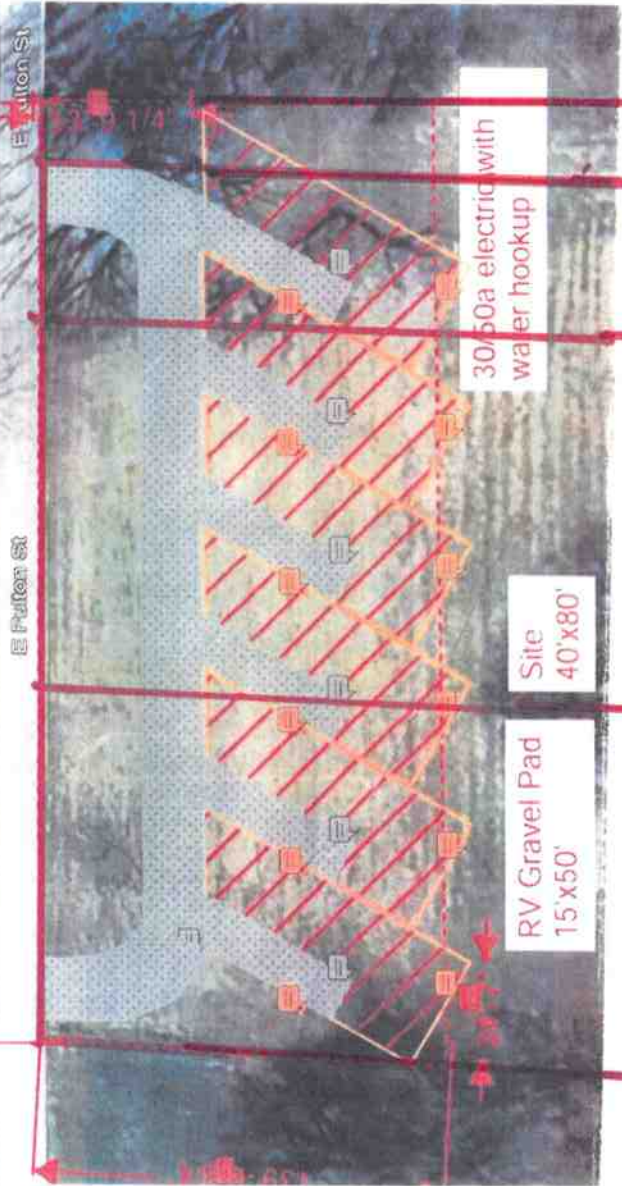 E Fulton St
E Fulton St
30/50a electric with
water hookup
Site
40'x80'
RV Gravel Pad
15'x50'